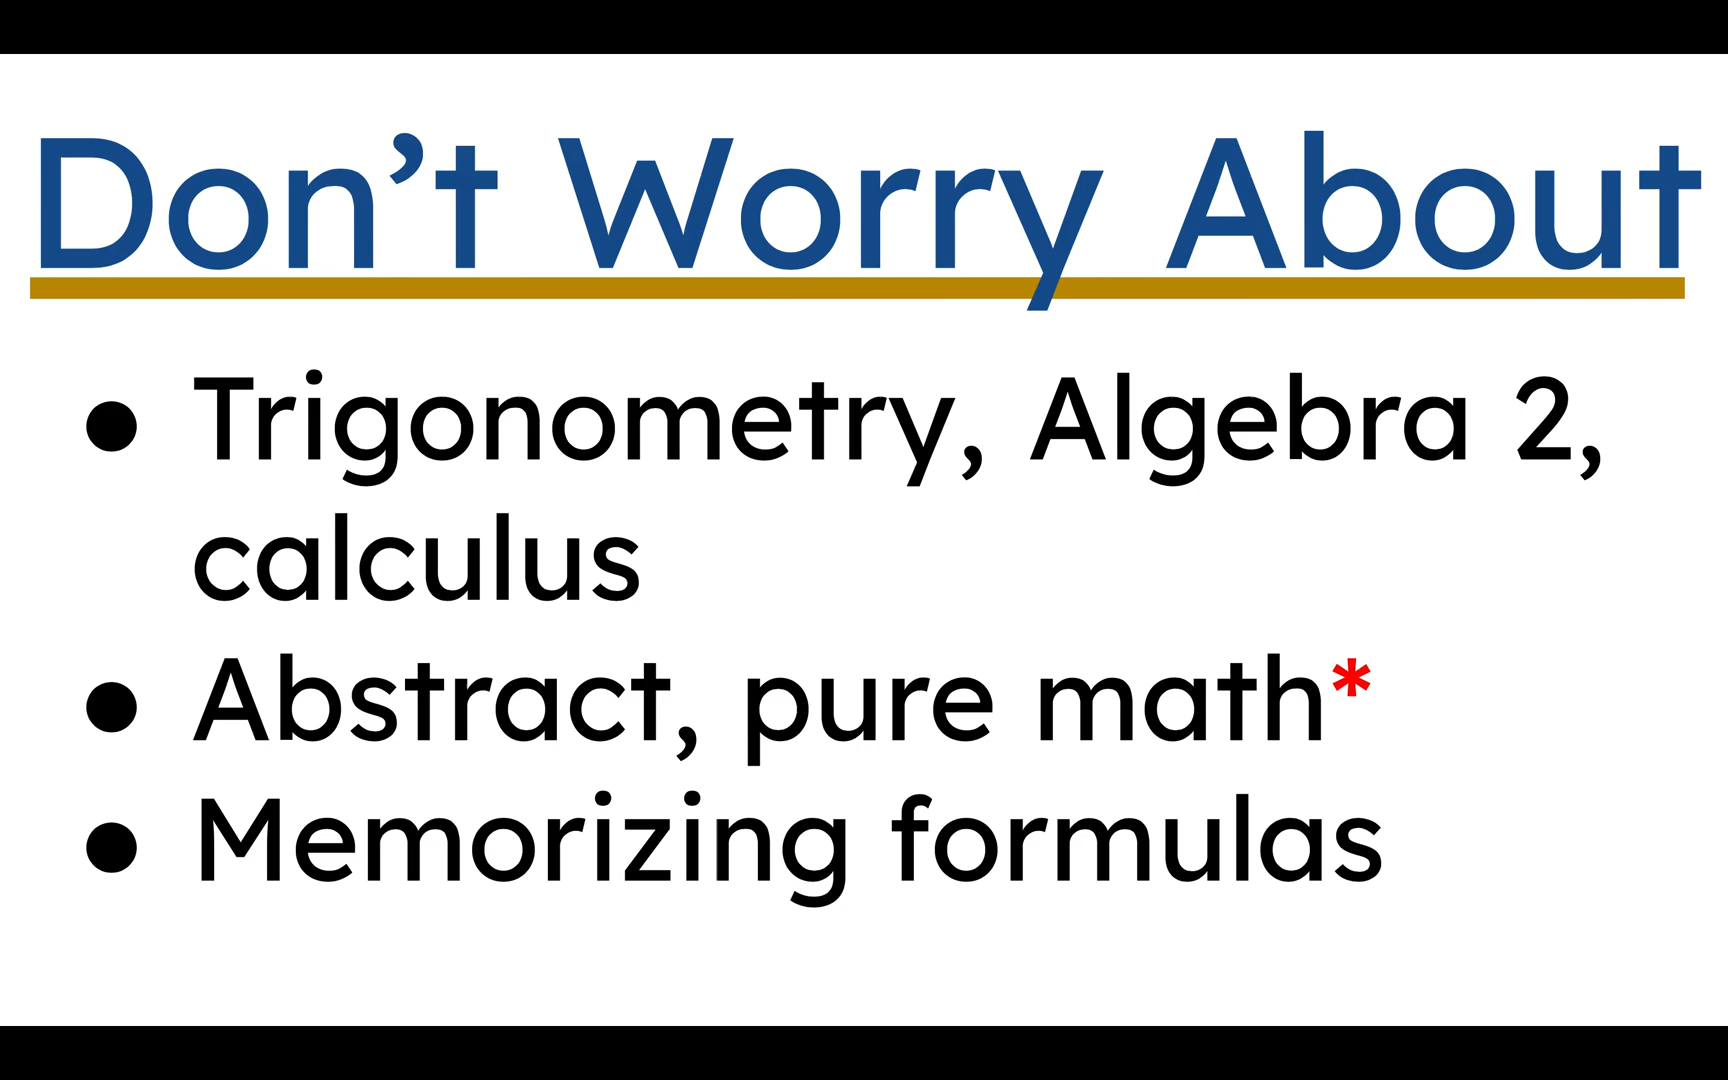 Don’t Worry About
● Trigonometry, Algebra 2,
calculus
● Abstract, pure math*
● Memorizing formulas